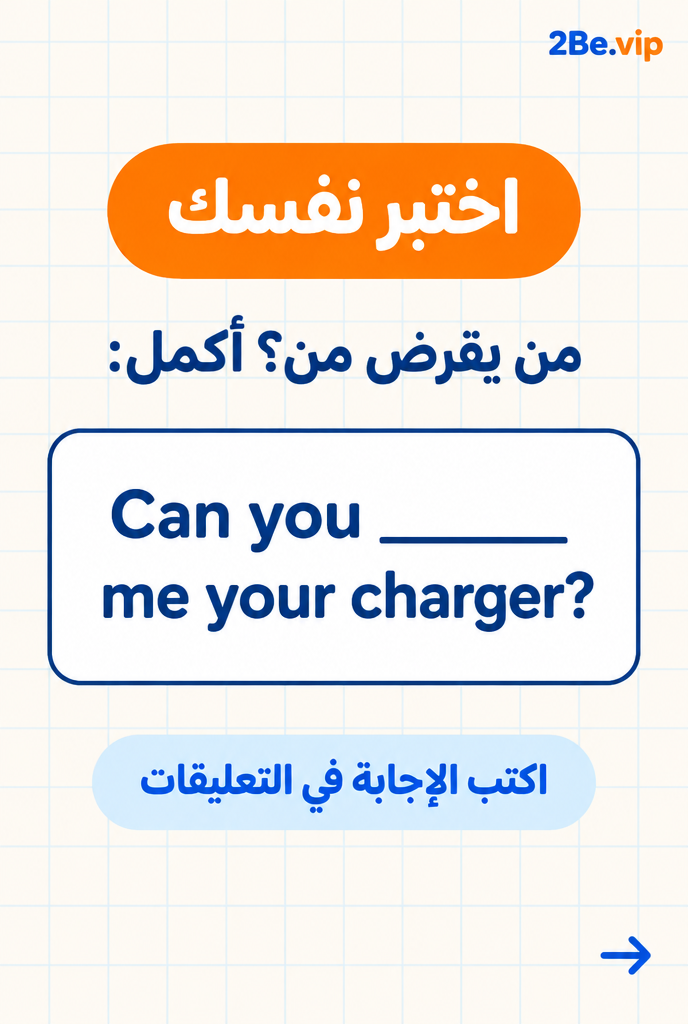 2Be.vip
اختبر نفسك
من يقرض من؟ أكمل:
Can you ______
me your charger?
اكتب الإجابة في التعليقات